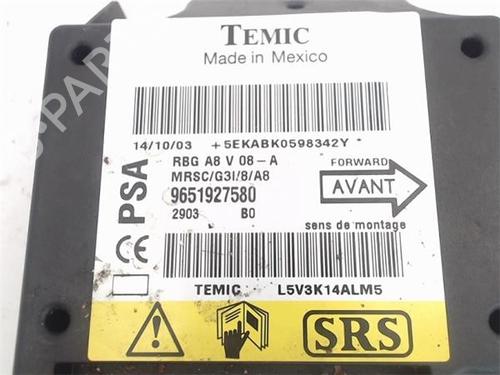 TEMIC
Made in Mexico
14/10/03 +5EKABK0598342Y
RBG A8 V 08-A
MRSC/G3I/8/A8
9651927580
2903 B0
PSA
CE
FORWARD
AVANT
sens de montage
TEMIC L5V3K14ALM5
SRS